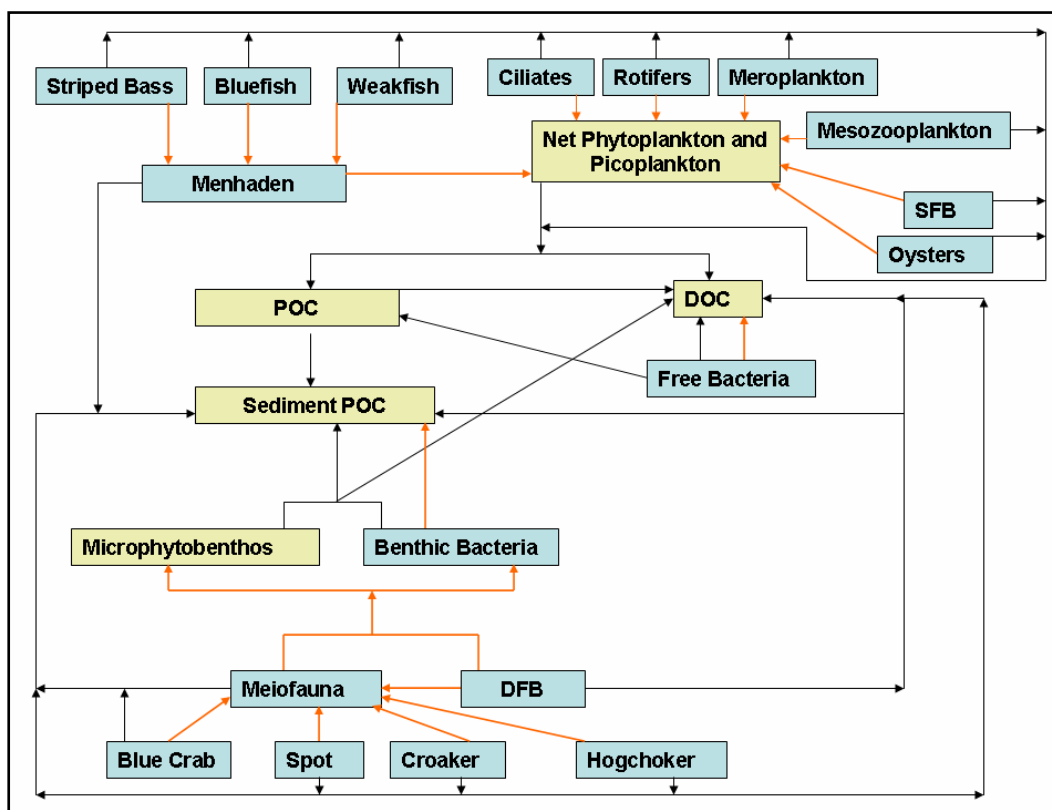 Striped Bass
Bluefish
Weakfish
Ciliates
Rotifers
Meroplankton
Mesozooplankton
Net Phytoplankton and
Picoplankton
Menhaden
SFB
Oysters
POC
DOC
Free Bacteria
Sediment POC
Microphytobenthos
Benthic Bacteria
Meiofauna
DFB
Blue Crab
Spot
Croaker
Hogchoker